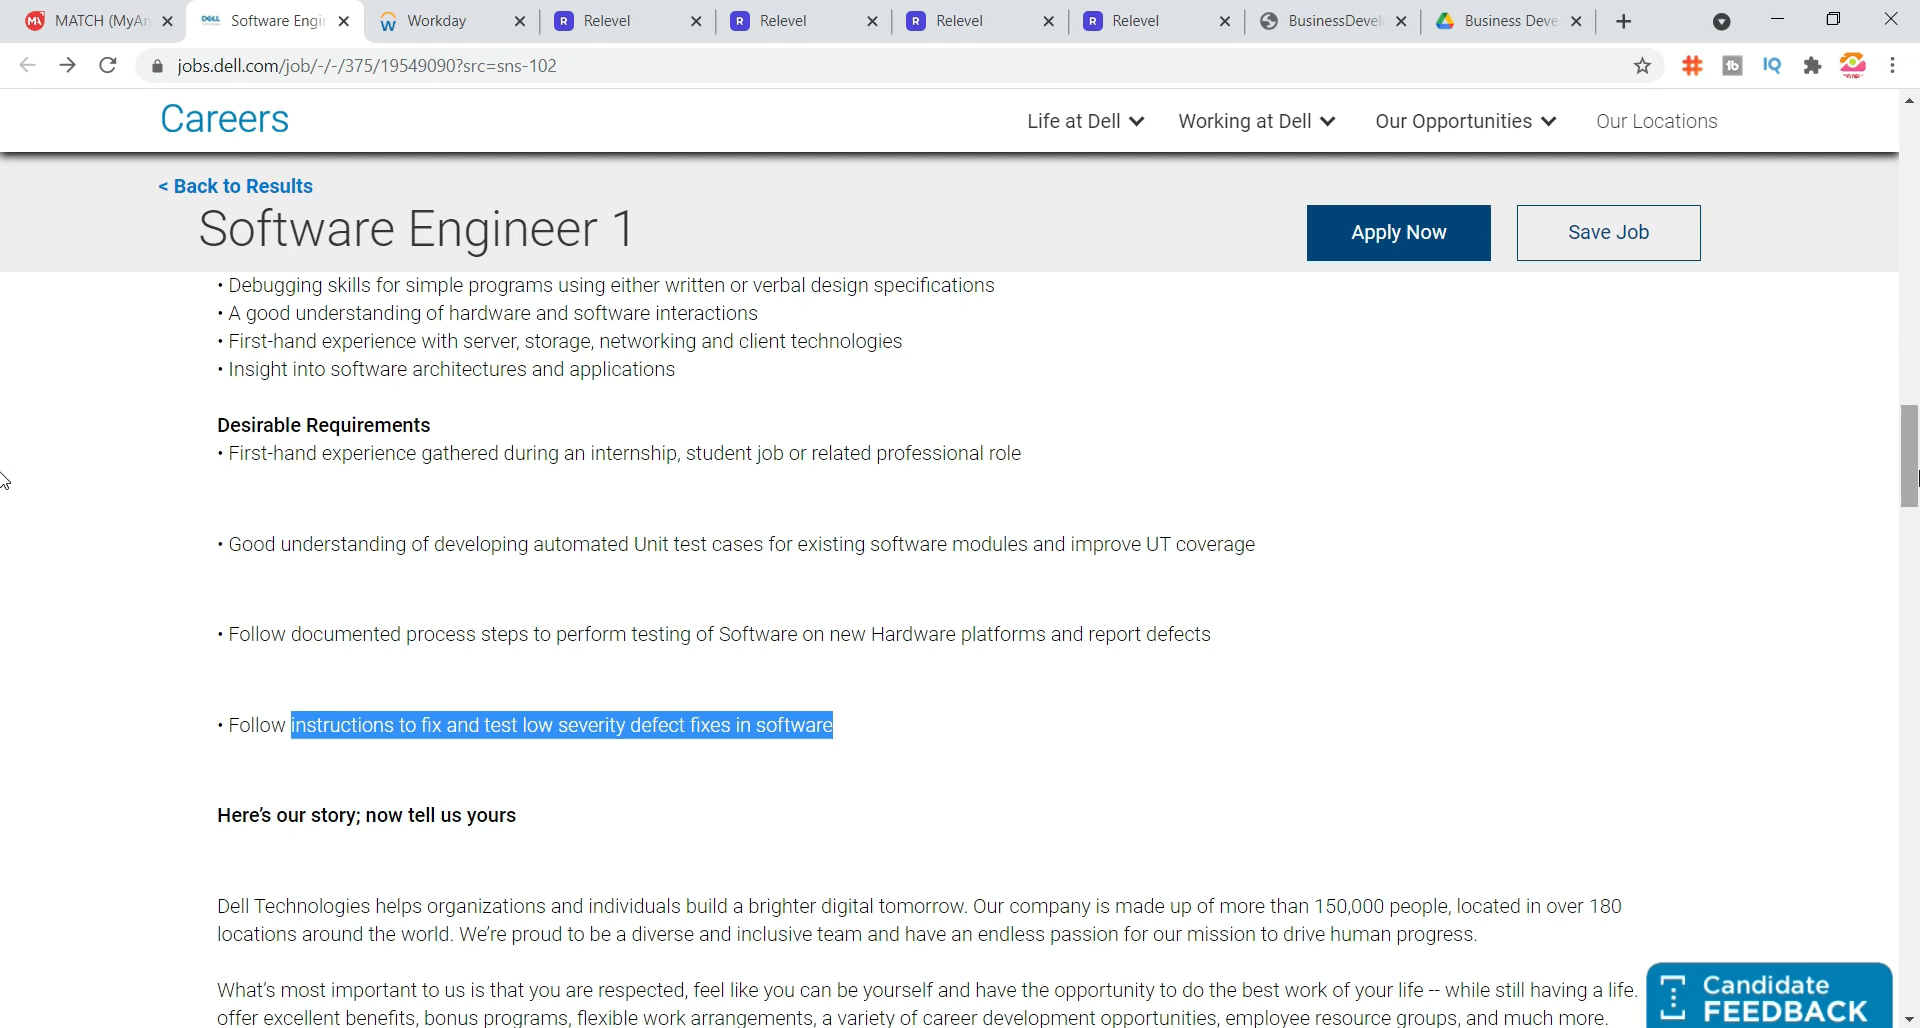 MATCH (MyAn
Software Engir
Workday
Relevel
Relevel
Relevel
Relevel
BusinessDevel
Business Deve
jobs.dell.com/job/-/-/375/19549090?src=sns-102
Careers
Life at Dell
Working at Dell
Our Opportunities
Our Locations
< Back to Results
Software Engineer 1
Apply Now
Save Job
• Debugging skills for simple programs using either written or verbal design specifications
• A good understanding of hardware and software interactions
• First-hand experience with server, storage, networking and client technologies
• Insight into software architectures and applications
Desirable Requirements
• First-hand experience gathered during an internship, student job or related professional role
• Good understanding of developing automated Unit test cases for existing software modules and improve UT coverage
• Follow documented process steps to perform testing of Software on new Hardware platforms and report defects
• Follow instructions to fix and test low severity defect fixes in software
Here's our story; now tell us yours
Dell Technologies helps organizations and individuals build a brighter digital tomorrow. Our company is made up of more than 150,000 people, located in over 180
locations around the world. We're proud to be a diverse and inclusive team and have an endless passion for our mission to drive human progress.
What's most important to us is that you are respected, feel like you can be yourself and have the opportunity to do the best work of your life -- while still having a life.
offer excellent benefits, bonus programs, flexible work arrangements, a variety of career development opportunities, employee resource groups, and much more.
Candidate
FEEDBACK